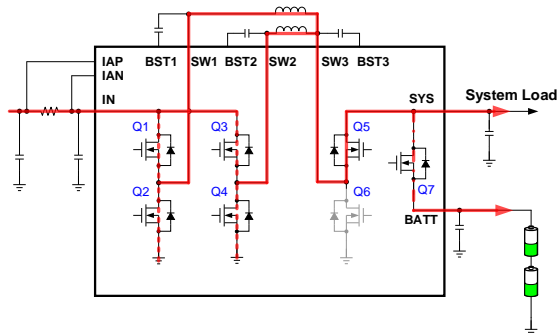 IAP
IAN
IN
BST1
SW1
BST2
SW2
SW3
BST3
SYS
System Load
Q1
Q3
Q5
Q2
Q4
Q6
Q7
BATT